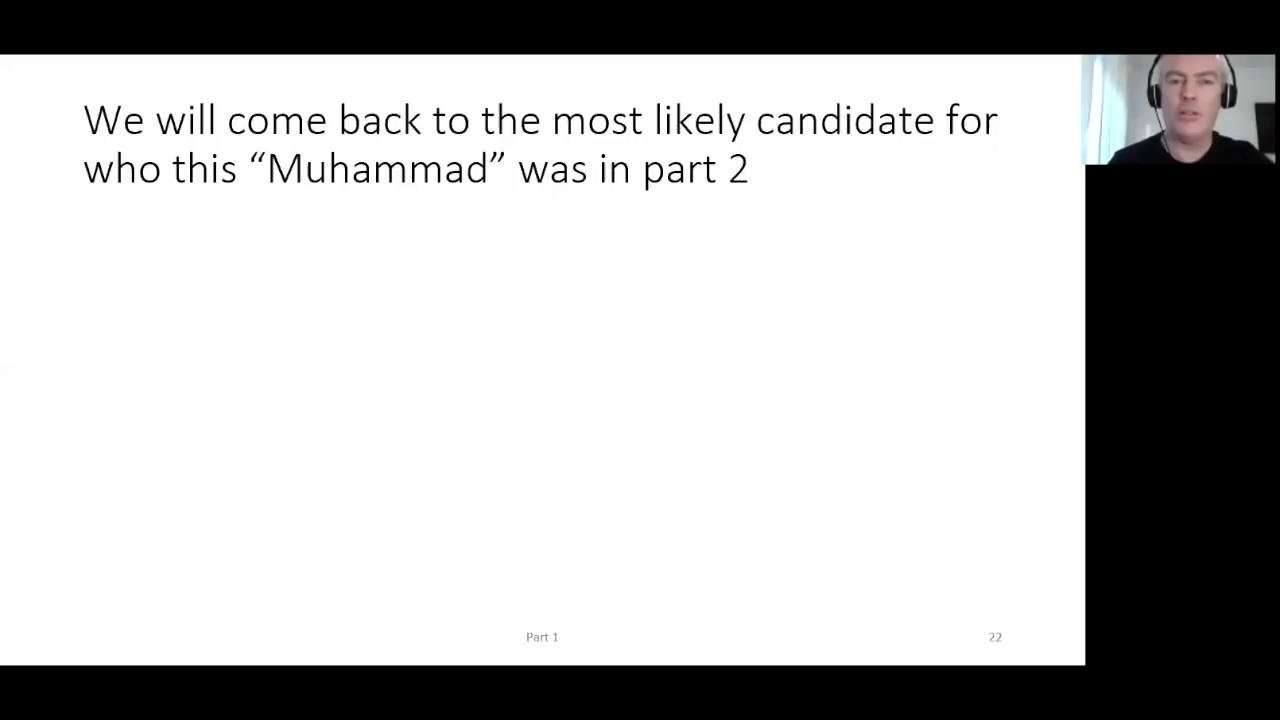 We will come back to the most likely candidate for
who this “Muhammad” was in part 2
Part 1
22